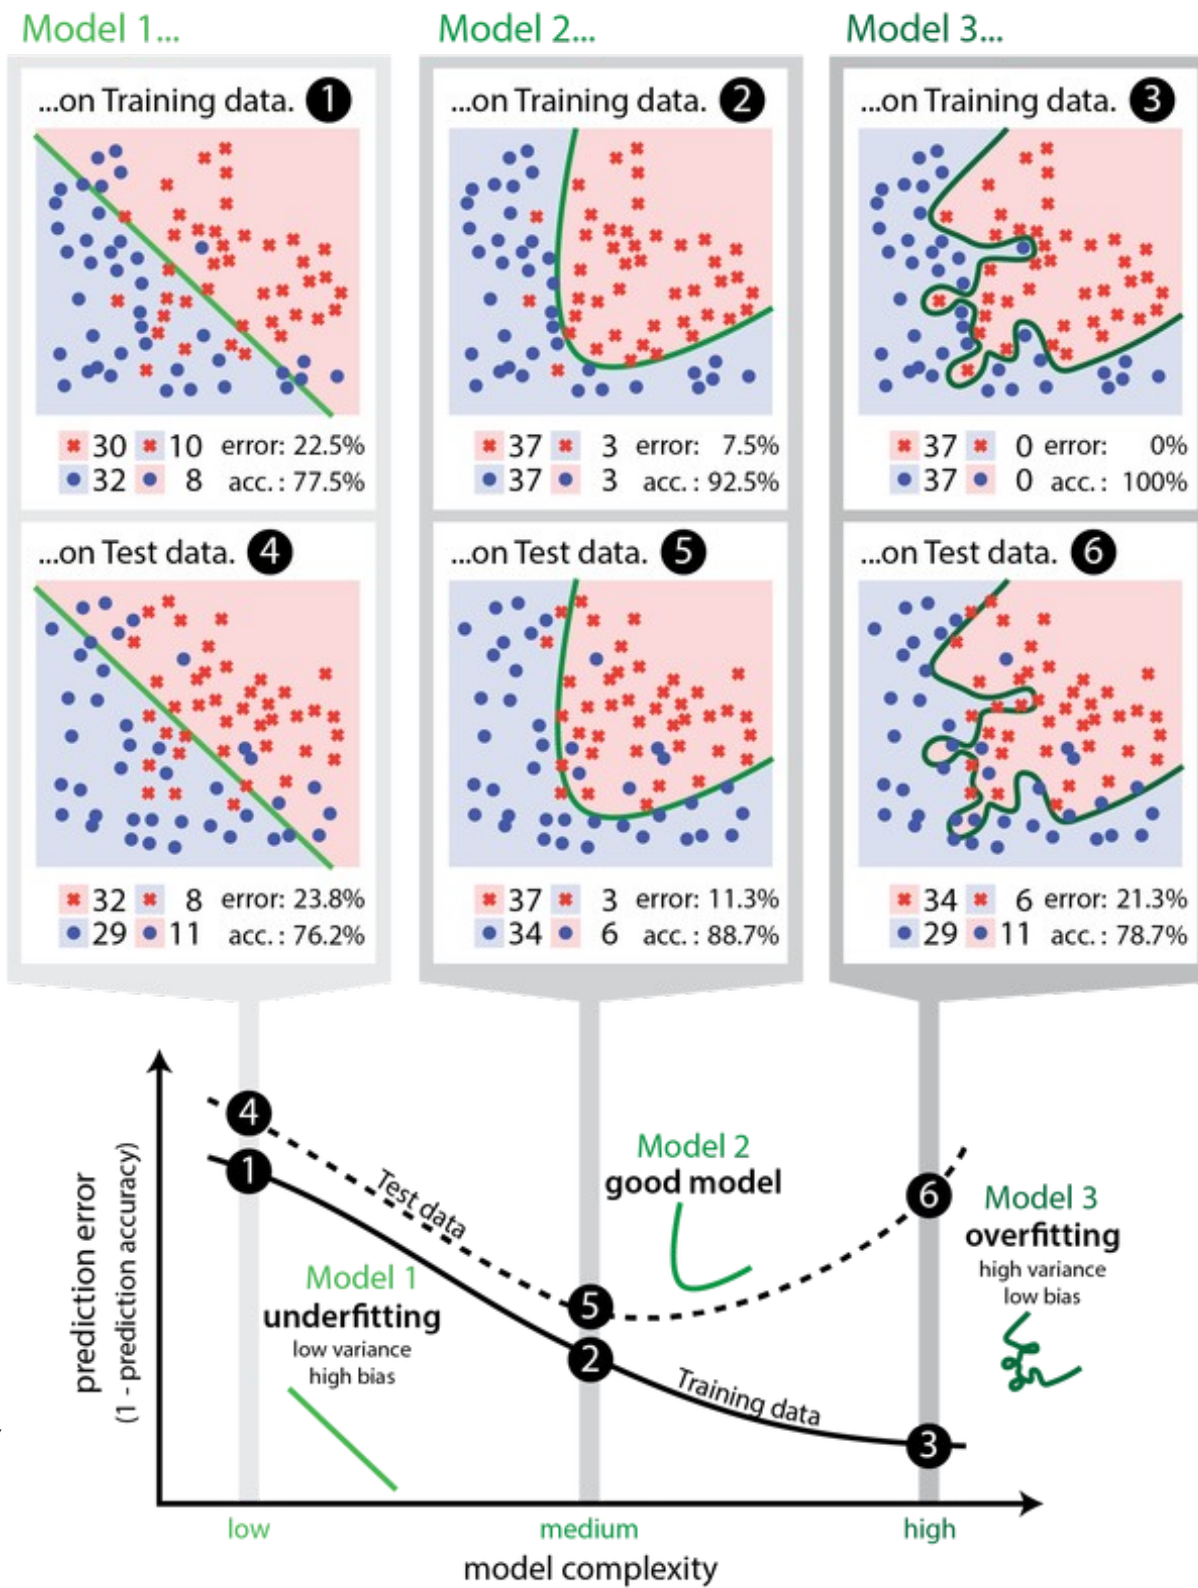 Model 1...
Model 2...
Model 3...
...on Training data. 1
...on Training data. 2
...on Training data. 3
30 10 error: 22.5%
32 8 acc. : 77.5%
37 3 error: 7.5%
37 3 acc. : 92.5%
37 0 error: 0%
37 0 acc. : 100%
...on Test data. 4
...on Test data. 5
...on Test data. 6
32 8 error: 23.8%
29 11 acc. : 76.2%
37 3 error: 11.3%
34 6 acc. : 88.7%
34 6 error: 21.3%
29 11 acc. : 78.7%
prediction error
(1 - prediction accuracy)
4
1
Test data
Model 1
underfitting
low variance
high bias
5
2
Model 2
good model
Training data
6
3
Model 3
overfitting
high variance
low bias
low
medium
high
model complexity